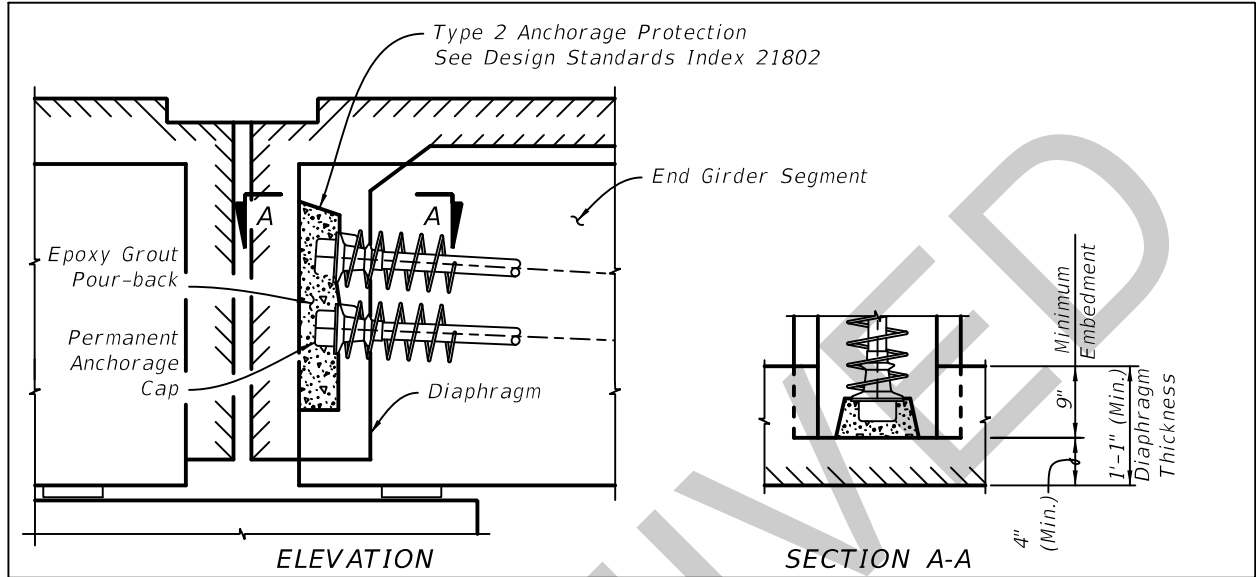 Type 2 Anchorage Protection
See Design Standards Index 21802
End Girder Segment
A
A
Epoxy Grout
Pour-back
Permanent
Anchorage
Cap
Diaphragm
Minimum
Embedment
9"
1'-1" (Min.)
Diaphragm
Thickness
4"
(Min.)
ELEVATION
SECTION A-A